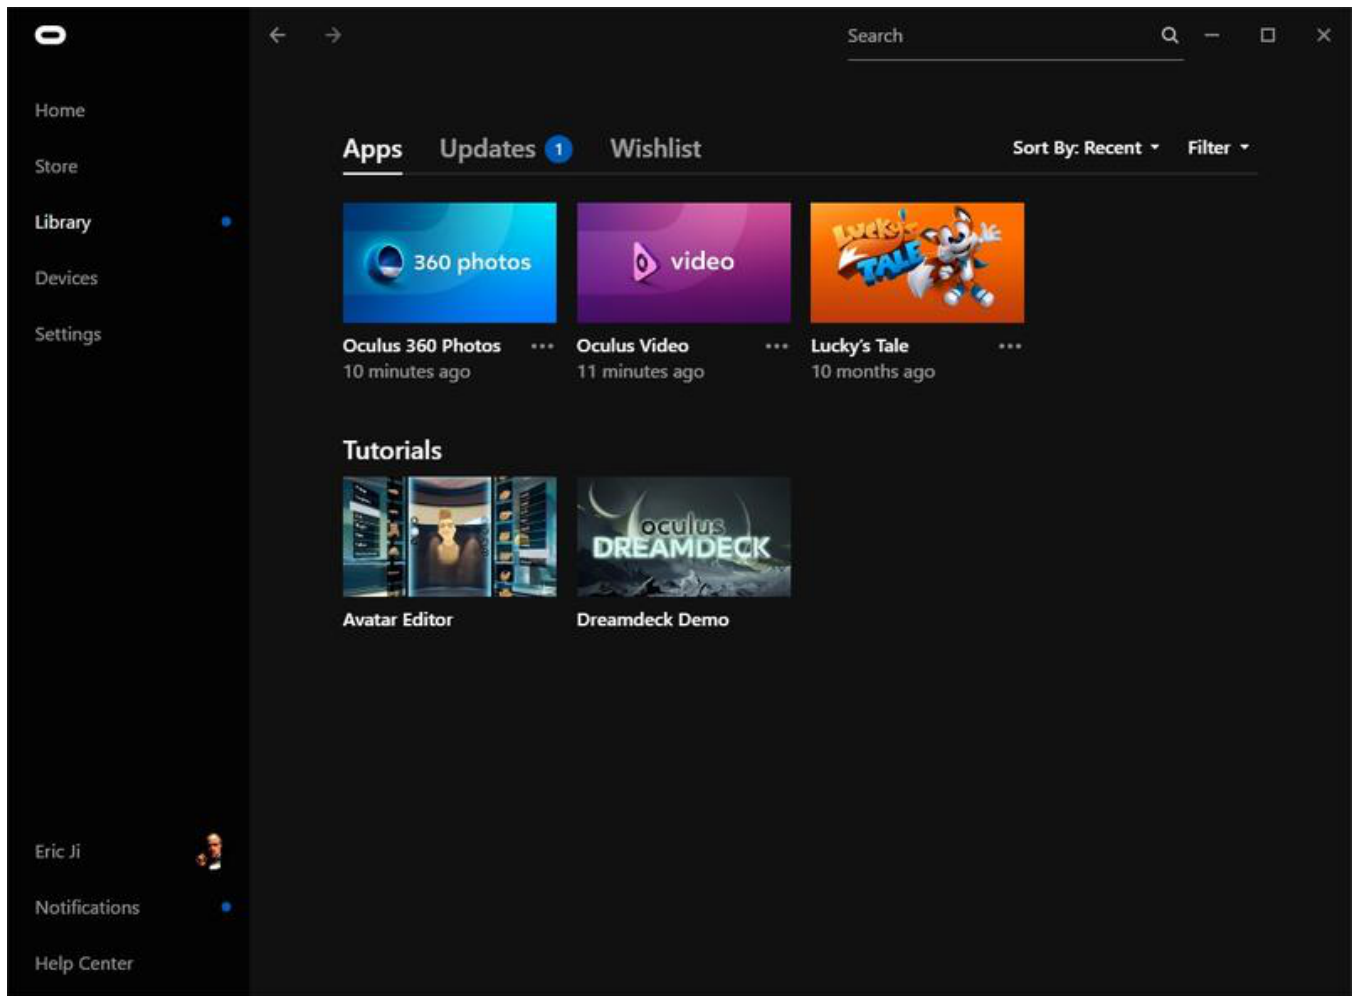 Search
Home
Store
Library
Devices
Settings
Apps Updates 1 Wishlist Sort By: Recent Filter
360 photos
video
LUCKY'S
TALE
Oculus 360 Photos ••• Oculus Video ••• Lucky's Tale •••
10 minutes ago 11 minutes ago 10 months ago
Tutorials
oculus
DREAMDECK
Avatar Editor Dreamdeck Demo
Eric Ji
Notifications
Help Center